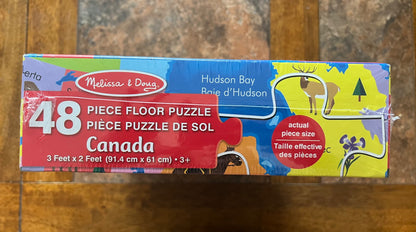 erta
Melissa & Doug
Hudson Bay
Baie d'Hudson
48
PIECE FLOOR PUZZLE
PIÈCE PUZZLE DE SOL
Canada
3 Feet x 2 Feet (91.4 cm x 61 cm) • 3+
actual
piece size
Taille effective
des pièces